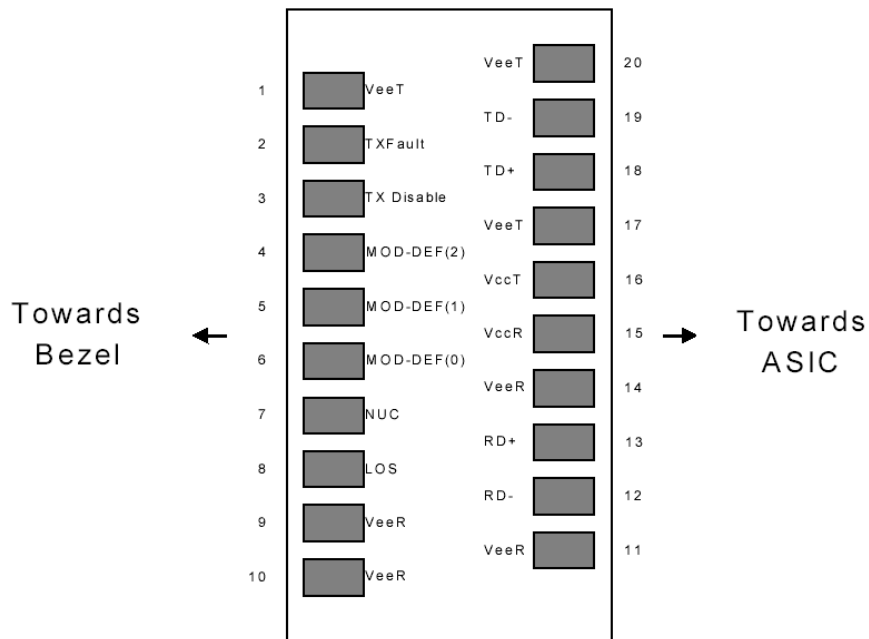 VeeT 20
1 VeeT
TD- 19
2 TXFault
TD+ 18
3 TX Disable
VeeT 17
4 MOD-DEF(2)
VccT 16
5 MOD-DEF(1)
Towards
Bezel
VccR 15
Towards
ASIC
6 MOD-DEF(0)
VeeR 14
7 NUC
RD+ 13
8 LOS
RD- 12
9 VeeR
VeeR 11
10 VeeR